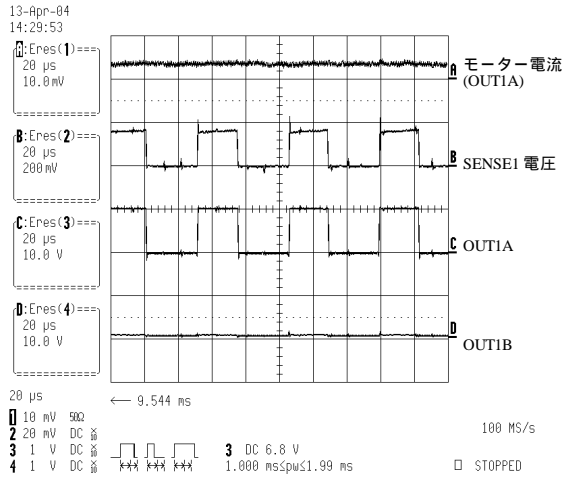 13-Apr-04
14:29:53
A:Eres(1)===
20 µs
10.0 mV
B:Eres(2)===
20 µs
200 mV
C:Eres(3)===
20 µs
10.0 V
D:Eres(4)===
20 µs
10.0 V
A モーター電流
(OUT1A)
B SENSE1 電圧
C OUT1A
D OUT1B
20 µs
← 9.544 ms
1 10 mV 50Ω
2 20 mV DC
3 1 V DC
4 1 V DC
3 DC 6.8 V
1.000 ms≤pw≤1.99 ms
100 MS/s
STOPPED